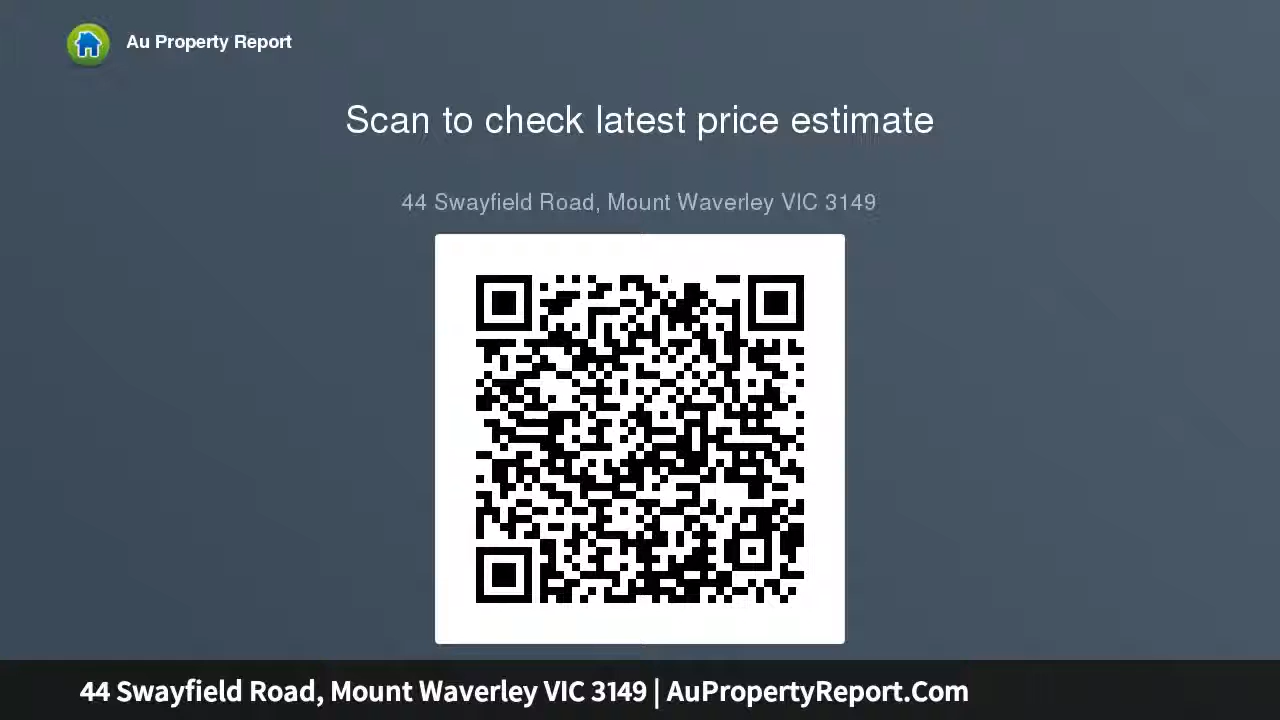 Au Property Report
Scan to check latest price estimate
44 Swayfield Road, Mount Waverley VIC 3149
44 Swayfield Road, Mount Waverley VIC 3149 | AuPropertyReport.Com